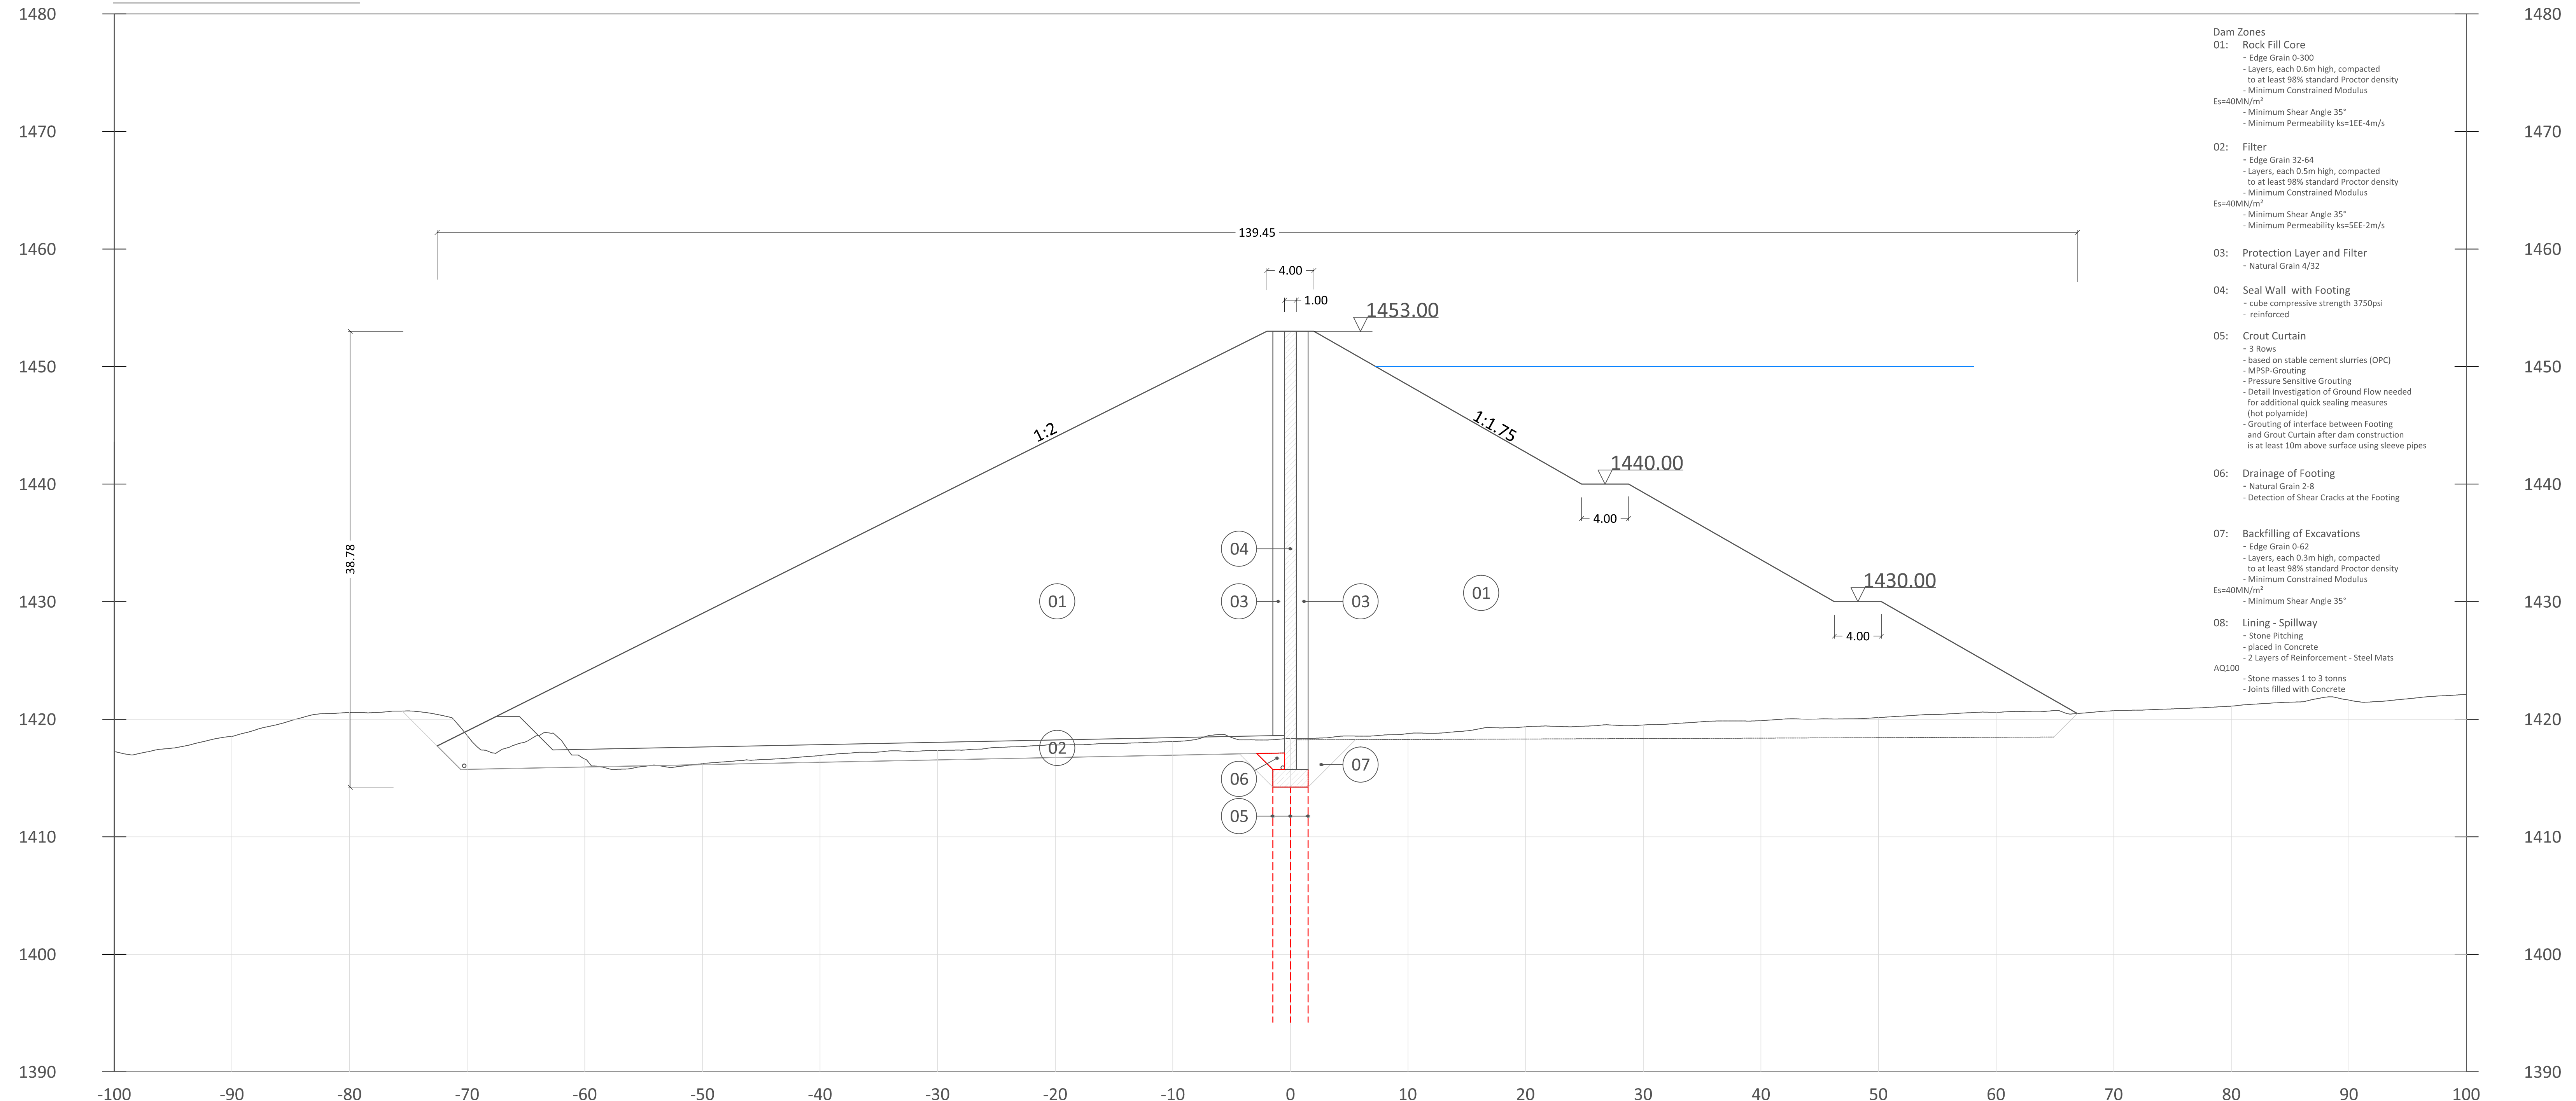 1480
1480
Dam Zones
01: Rock Fill Core
- Edge Grain 0-300
- Layers, each 0.6m high, compacted
to at least 98% standard Proctor density
- Minimum Constrained Modulus
Es=40MN/m²
- Minimum Shear Angle 35°
- Minimum Permeability ks=1EE-4m/s
1470
1470
02: Filter
- Edge Grain 32-64
- Layers, each 0.5m high, compacted
to at least 98% standard Proctor density
- Minimum Constrained Modulus
Es=40MN/m²
- Minimum Shear Angle 35°
- Minimum Permeability ks=5EE-2m/s
139.45
1460
1460
03: Protection Layer and Filter
- Natural Grain 4/32
4.00
1.00
04: Seal Wall with Footing
- cube compressive strength 3750psi
- reinforced
1453.00
05: Crout Curtain
- 3 Rows
- based on stable cement slurries (OPC)
- MPSP-Grouting
- Pressure Sensitive Grouting
- Detail Investigation of Ground Flow needed
for additional quick sealing measures
(hot polyamide)
- Grouting of interface between Footing
and Grout Curtain after dam construction
is at least 10m above surface using sleeve pipes
1450
1450
1:2
1:1.75
1440.00
06: Drainage of Footing
- Natural Grain 2-8
- Detection of Shear Cracks at the Footing
1440
1440
4.00
07: Backfilling of Excavations
- Edge Grain 0-62
- Layers, each 0.3m high, compacted
to at least 98% standard Proctor density
- Minimum Constrained Modulus
Es=40MN/m²
- Minimum Shear Angle 35°
38.78
04
1430.00
1430
01
03
03
01
1430
08: Lining - Spillway
- Stone Pitching
- placed in Concrete
- 2 Layers of Reinforcement - Steel Mats
AQ100
- Stone masses 1 to 3 tonns
- Joints filled with Concrete
4.00
1420
1420
02
07
06
05
1410
1410
1400
1400
1390
1390
-100 -90 -80 -70 -60 -50 -40 -30 -20 -10 0 10 20 30 40 50 60 70 80 90 100